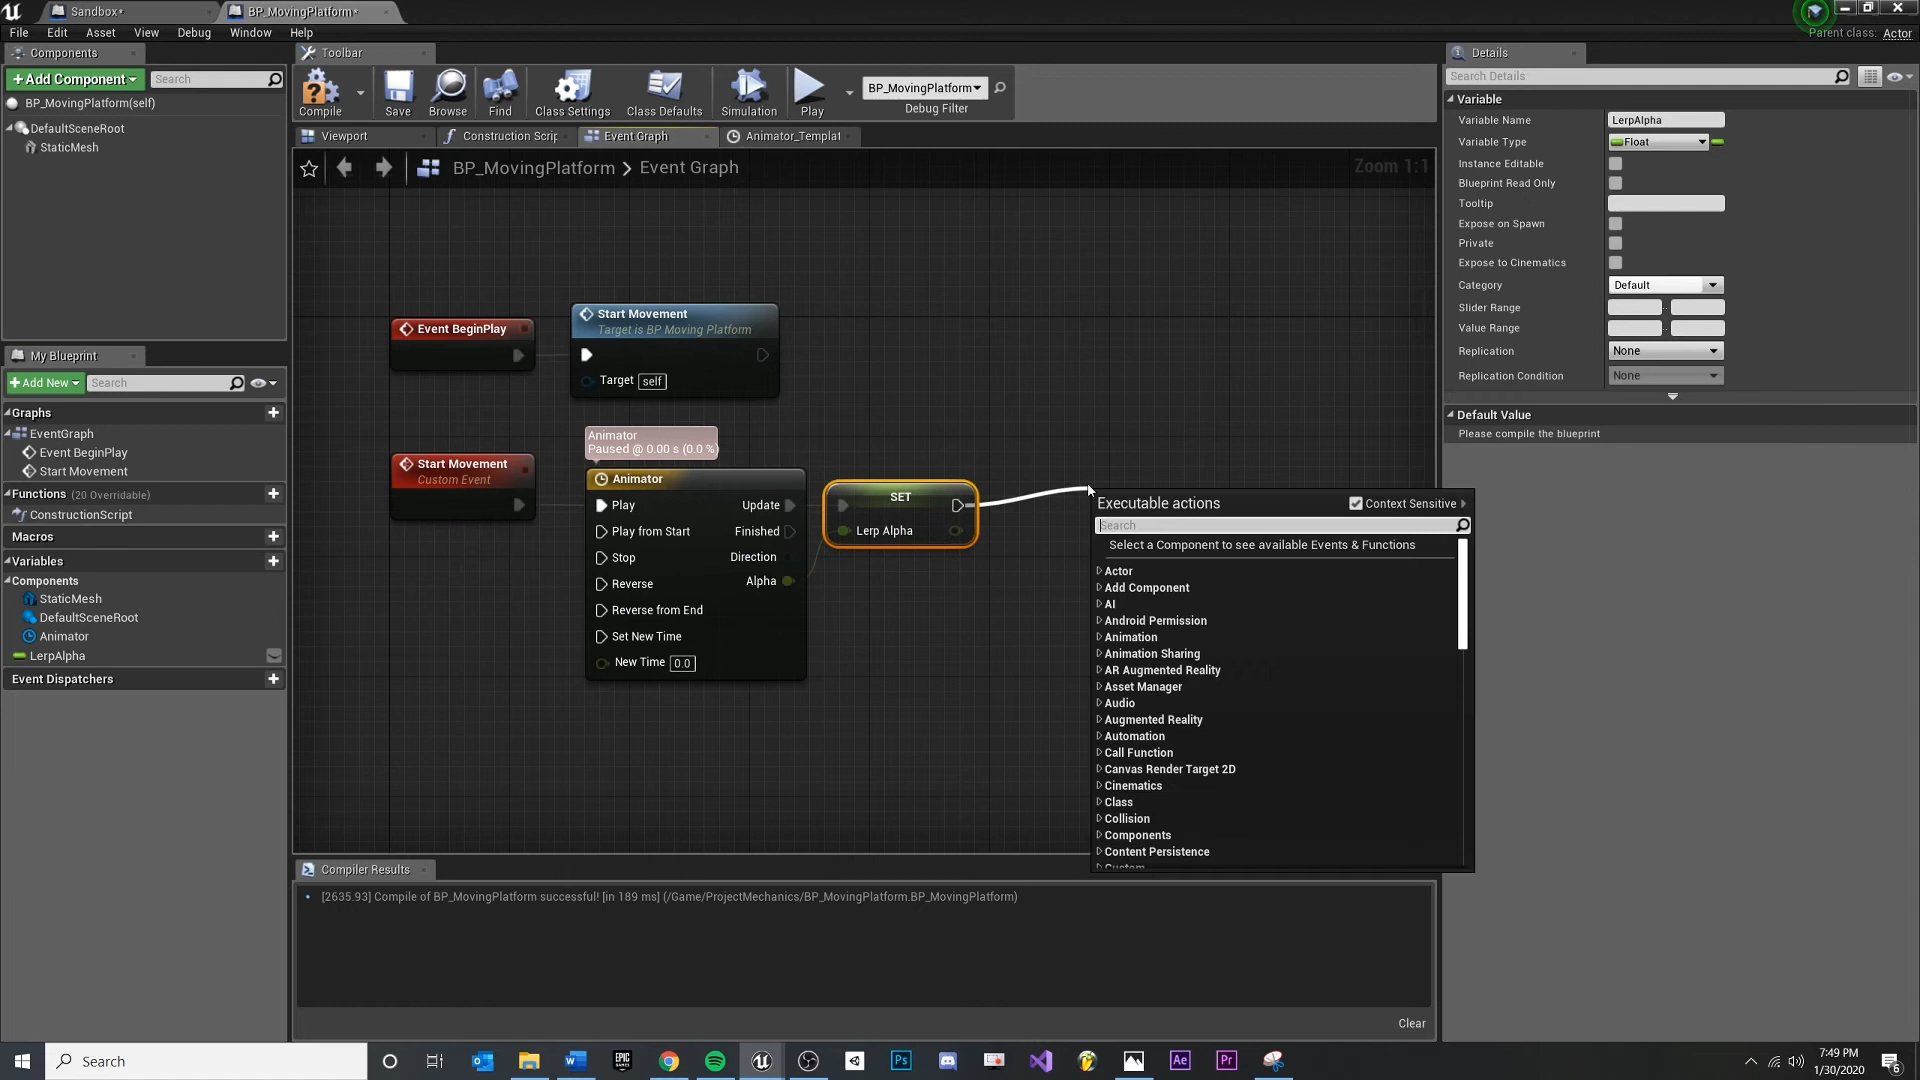 Sandbox*
BP_MovingPlatform*
File Edit Asset View Debug Window Help
Parent class: Actor
Components
Toolbar
Details
+Add Component
Search
Search Details
BP_MovingPlatform(self)
DefaultSceneRoot
StaticMesh
Compile
Save
Browse
Find
Class Settings
Class Defaults
Simulation
Play
BP_MovingPlatform
Debug Filter
Viewport
Construction Scrip
Event Graph
Animator_Templat
BP_MovingPlatform > Event Graph
Zoom 1:1
Variable
Variable Name LerpAlpha
Variable Type Float
Instance Editable
Blueprint Read Only
Tooltip
Expose on Spawn
Private
Expose to Cinematics
Category Default
Slider Range
Value Range
Replication None
Replication Condition None
Default Value
Please compile the blueprint
My Blueprint
+Add New
Search
Graphs
EventGraph
Event BeginPlay
Start Movement
Functions (20 Overridable)
ConstructionScript
Macros
Variables
Components
StaticMesh
DefaultSceneRoot
Animator
LerpAlpha
Event Dispatchers
Event BeginPlay
Start Movement
Target is BP Moving Platform
Target self
Animator
Paused @ 0.00 s (0.0 %)
Start Movement
Custom Event
Animator
Play Update
Play from Start Finished
Stop Direction
Reverse Alpha
Reverse from End
Set New Time
New Time 0.0
SET
Lerp Alpha
Executable actions
Context Sensitive
Search
Select a Component to see available Events & Functions
Actor
Add Component
AI
Android Permission
Animation
Animation Sharing
AR Augmented Reality
Asset Manager
Audio
Augmented Reality
Automation
Call Function
Canvas Render Target 2D
Cinematics
Class
Collision
Components
Content Persistence
Custom
Compiler Results
[2635.93] Compile of BP_MovingPlatform successful! [in 189 ms] (/Game/ProjectMechanics/BP_MovingPlatform.BP_MovingPlatform)
Clear
Search
EPIC GAMES
Ps
Ae
Pr
7:49 PM
1/30/2020
6